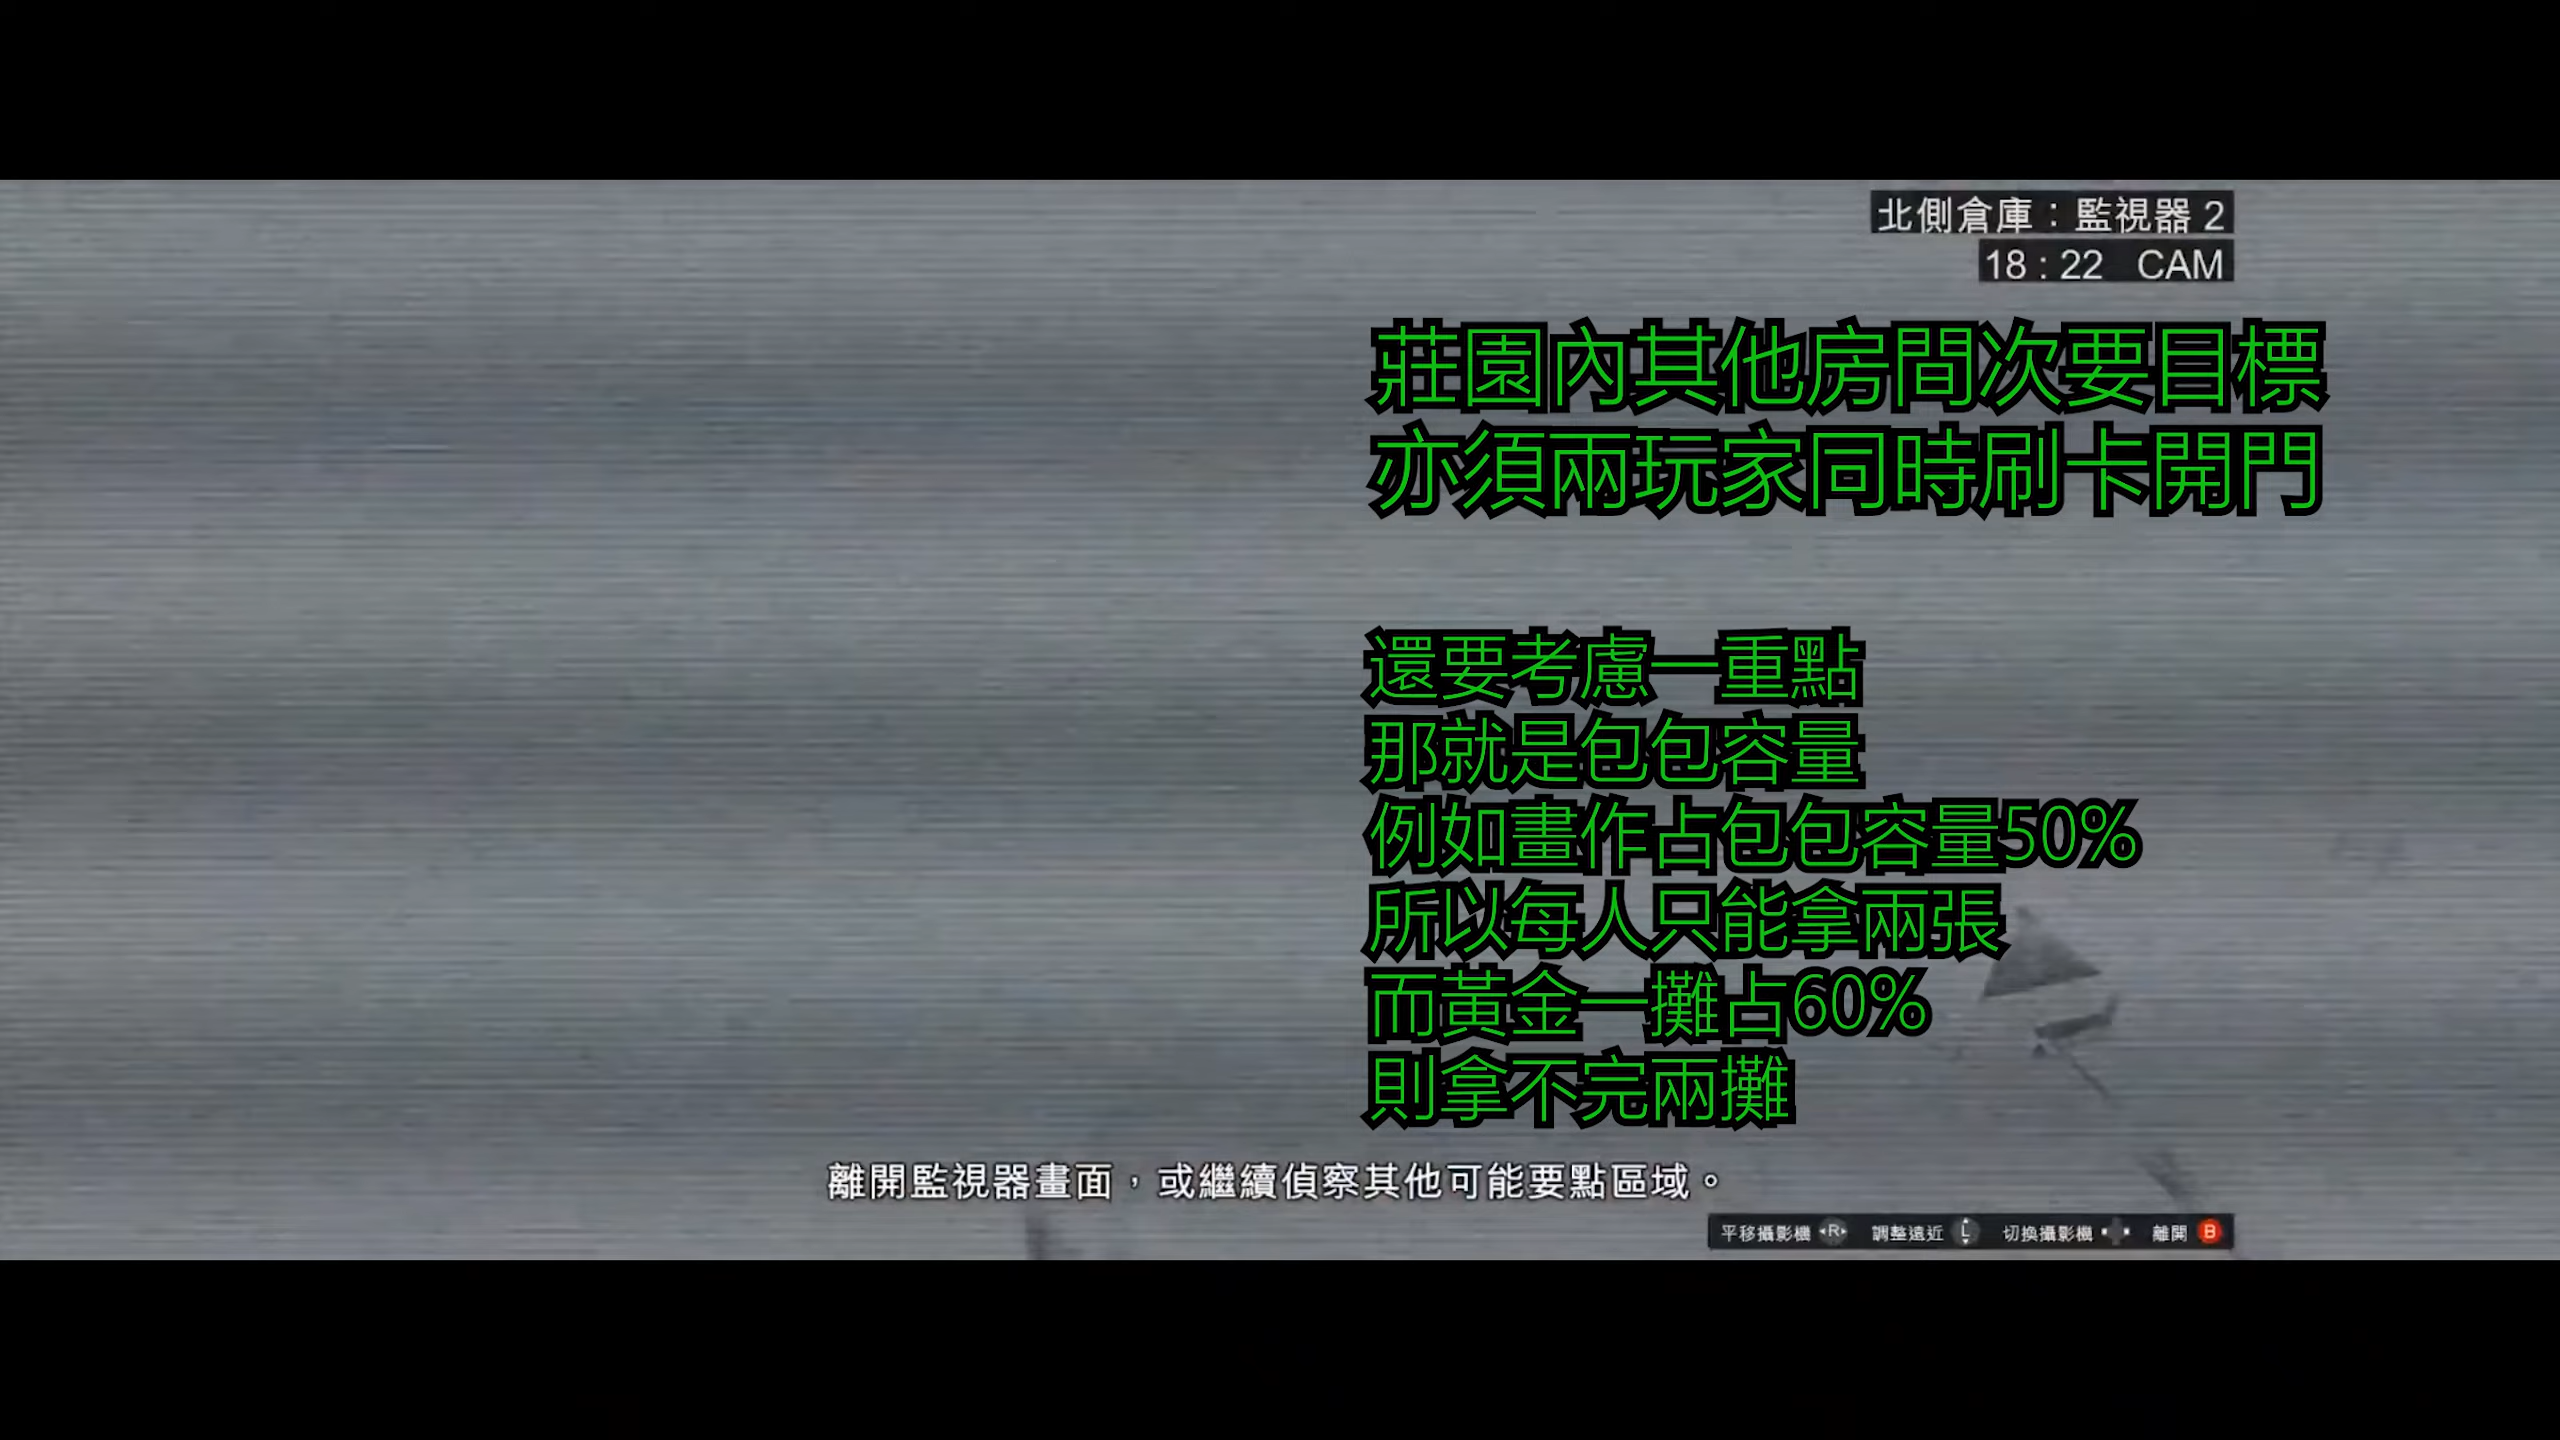 北側倉庫：監視器 2
18 : 22 CAM
莊園內其他房間次要目標
亦須兩玩家同時刷卡開門
還要考慮一重點
那就是包包容量
例如畫作占包包容量50%
所以每人只能拿兩張
而黃金一攤占60%
則拿不完兩攤
離開監視器畫面，或繼續偵察其他可能要點區域。
平移攝影機 R 調整遠近 L 切換攝影機 離開 B